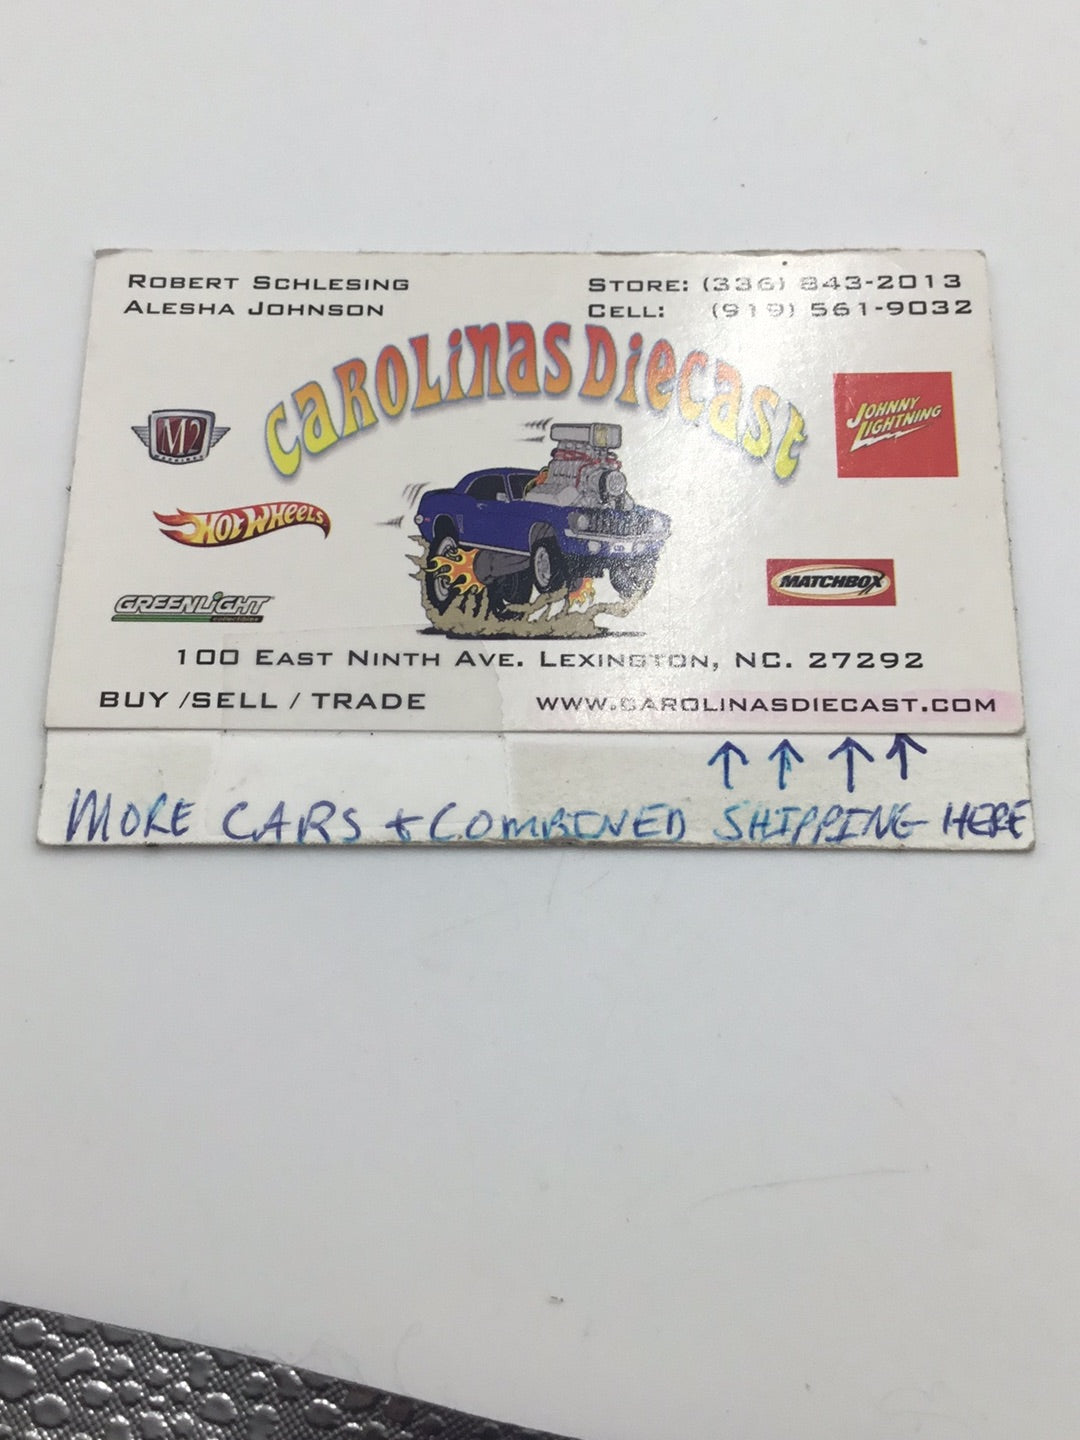 ROBERT SCHLESING
ALESHA JOHNSON
STORE: (336) 843-2013
CELL: (919) 561-9032
CAROLINAS DIECAST
M2
MACHINES
JOHNNY
LIGHTNING
HOT WHEELS
MATCHBOX
GREENLIGHT
collectibles
100 EAST NINTH AVE. LEXINGTON, NC. 27292
BUY /SELL / TRADE
WWW.CAROLINASDIECAST.COM
↑ ↑ ↑ ↑
MORE CARS + COMBINED SHIPPING HERE